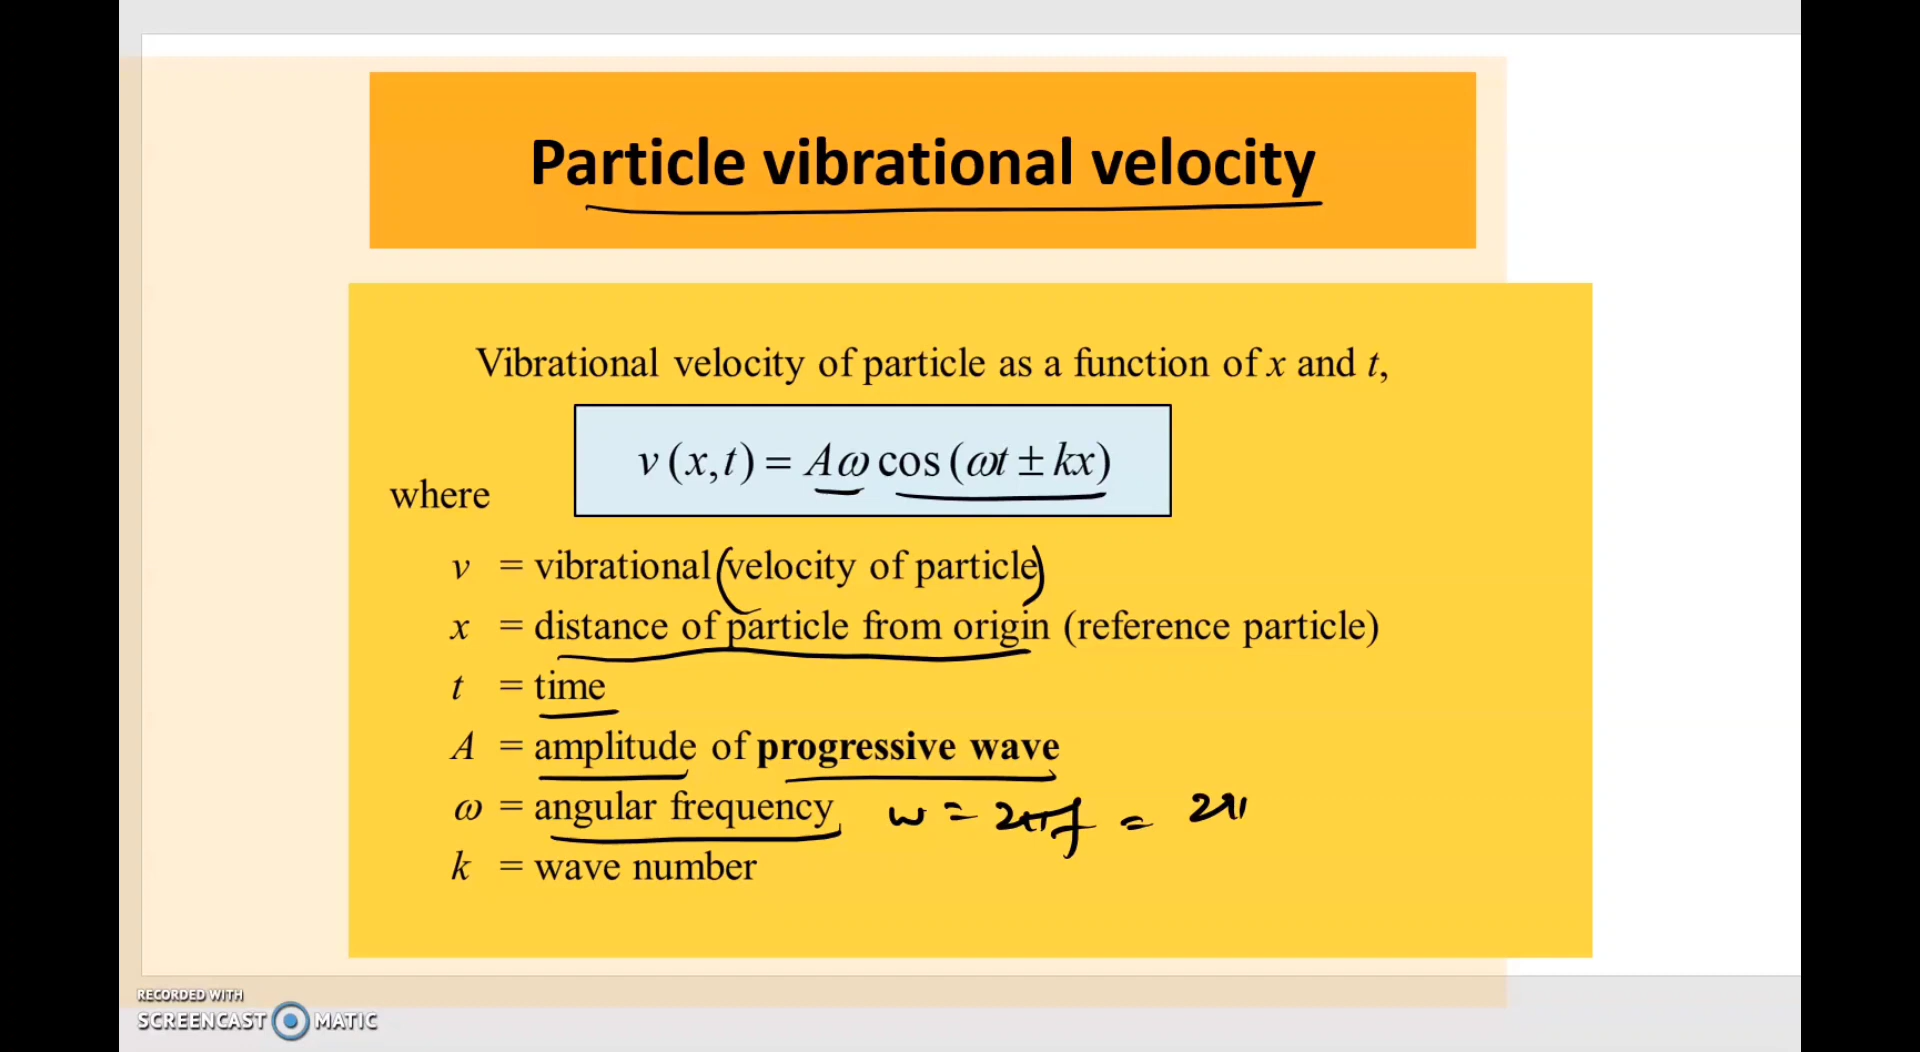 Particle vibrational velocity
Vibrational velocity of particle as a function of x and t,
v(x,t) = Aω cos(ωt ± kx)
where
v = vibrational (velocity of particle)
x = distance of particle from origin (reference particle)
t = time
A = amplitude of progressive wave
ω = angular frequency ω = 2πf = 2π
k = wave number
RECORDED WITH
SCREENCAST MATIC